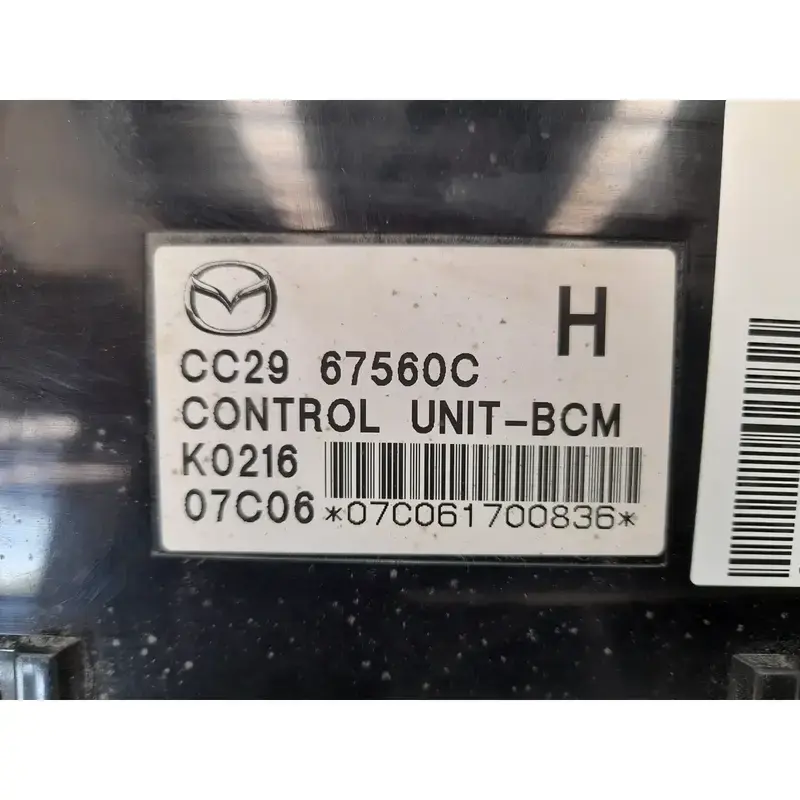 H
CC29 67560C
CONTROL UNIT-BCM
K0216
07C06 *07C061700836*